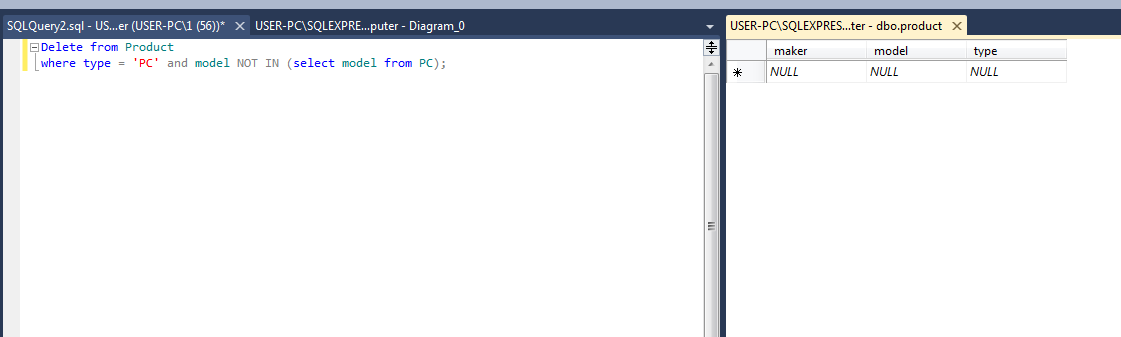 SQLQuery2.sql - US...er (USER-PC\1 (56))* USER-PC\SQLEXPRE...puter - Diagram_0
Delete from Product
where type = 'PC' and model NOT IN (select model from PC);
USER-PC\SQLEXPRES...ter - dbo.product
maker model type
NULL NULL NULL